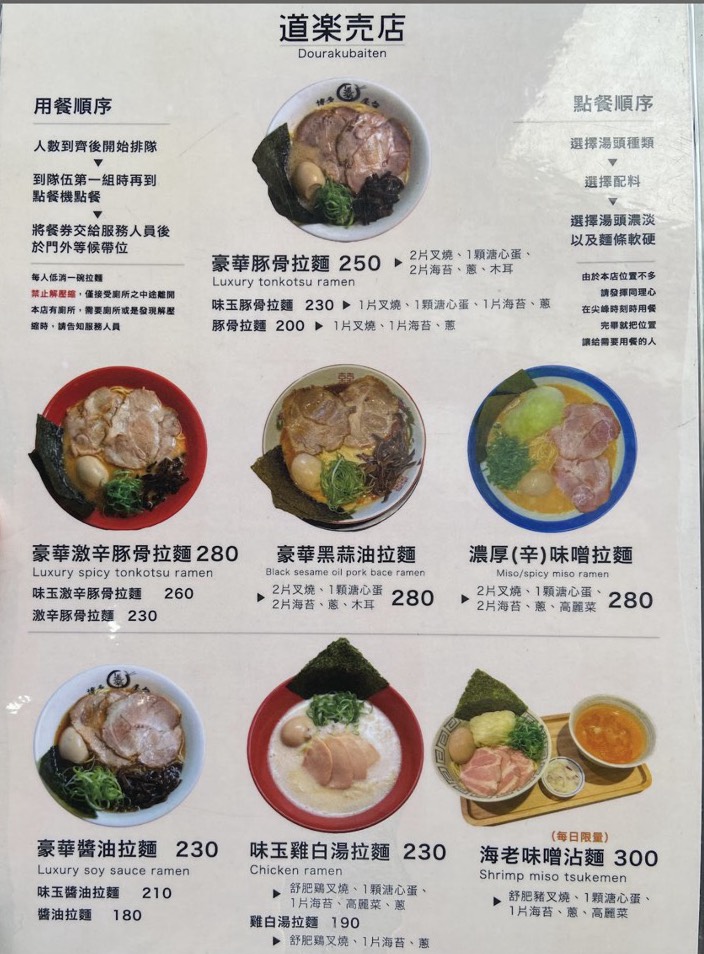 道楽売店
Dourakubaiten
用餐順序
人數到齊後開始排隊
▼
到隊伍第一組時再到
點餐機點餐
▼
將餐券交給服務人員後
於門外等候帶位
每人低消一碗拉麵
禁止解壓縮，僅接受廁所之中途離開
本店有廁所，需要廁所或是發現解壓
縮時，請告知服務人員
點餐順序
選擇湯頭種類
▼
選擇配料
▼
選擇湯頭濃淡
以及麵條軟硬
由於本店位置不多
請發揮同理心
在尖峰時刻時用餐
完畢就把位置
讓給需要用餐的人
豪華豚骨拉麵 250 ▶ 2片叉燒、1顆溏心蛋、
2片海苔、蔥、木耳
Luxury tonkotsu ramen
味玉豚骨拉麵 230 ▶ 1片叉燒、1顆溏心蛋、1片海苔、蔥
豚骨拉麵 200 ▶ 1片叉燒、1片海苔、蔥
豪華激辛豚骨拉麵 280
Luxury spicy tonkotsu ramen
味玉激辛豚骨拉麵 260
激辛豚骨拉麵 230
豪華黑蒜油拉麵
Black sesame oil pork bace ramen
▶ 2片叉燒、1顆溏心蛋
2片海苔、蔥、木耳 280
濃厚(辛)味噌拉麵
Miso/spicy miso ramen
▶ 2片叉燒、1顆溏心蛋、
2片海苔、蔥、高麗菜 280
豪華醬油拉麵 230
Luxury soy sauce ramen
味玉醬油拉麵 210
醬油拉麵 180
味玉雞白湯拉麵 230
Chicken ramen
▶ 舒肥鷄叉燒、1顆溏心蛋、
1片海苔、高麗菜、蔥
雞白湯拉麵 190
▶ 舒肥鷄叉燒、1片海苔、蔥
(每日限量)
海老味噌沾麵 300
Shrimp miso tsukemen
▶ 舒肥豬叉燒、1顆溏心蛋、
1片海苔、蔥、高麗菜